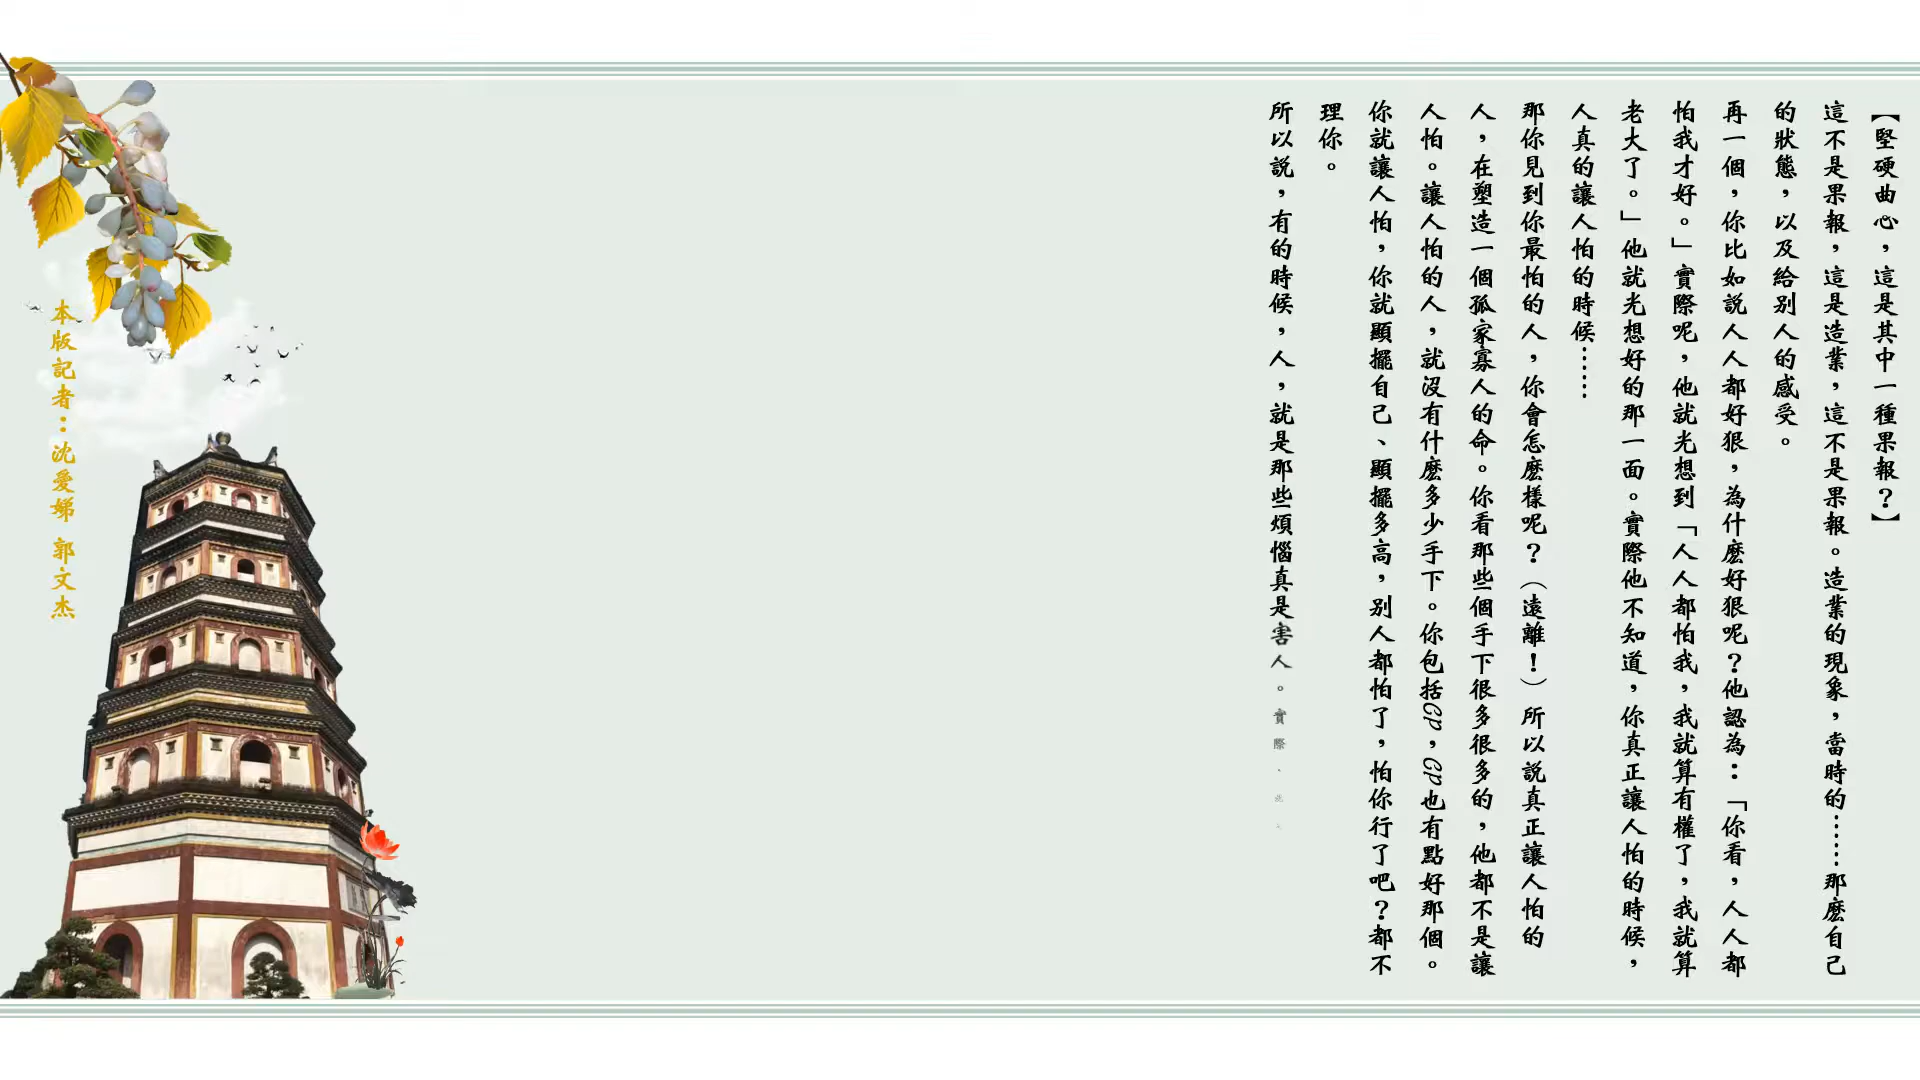 【堅硬曲心，這是其中一種果報？】
這不是果報，這是造業，這不是果報。造業的現象，當時的……那麽自己
的狀態，以及給别人的感受。
再一個，你比如説人人都好狠，為什麽好狠呢？他認為：「你看，人人都
怕我才好。」實際呢，他就光想到「人人都怕我，我就算有權了，我就算
老大了。」他就光想好的那一面。實際他不知道，你真正讓人怕的時候，
人真的讓人怕的時候……
那你見到你最怕的人，你會怎麽樣呢？（遠離！）所以説真正讓人怕的
人，在塑造一個孤家寡人的命。你看那些個手下很多很多的，他都不是讓
人怕。讓人怕的人，就没有什麽多少手下。你包括GP，GP也有點好那個。
你就讓人怕，你就顯擺自己、顯擺多高，别人都怕了，怕你行了吧？都不
理你。
所以説，有的時候，人，就是那些煩惱真是害人。實際、
本版記者：沈愛娣 郭文杰